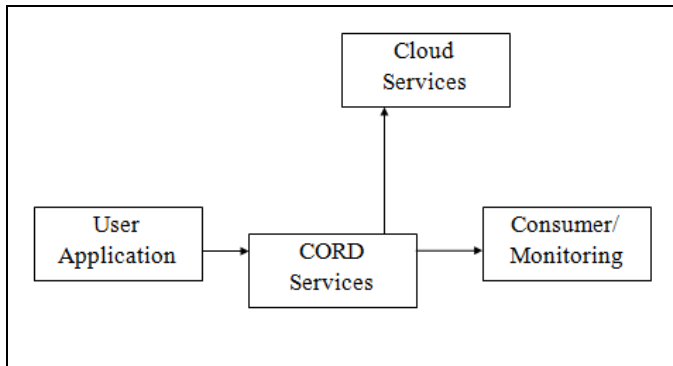 Cloud
Services
User
Application
CORD
Services
Consumer/
Monitoring